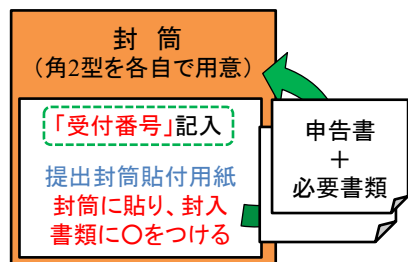 封 筒
（角2型を各自で用意）
「受付番号」記入
提出封筒貼付用紙
封筒に貼り、封入
書類に〇をつける
申告書
＋
必要書類